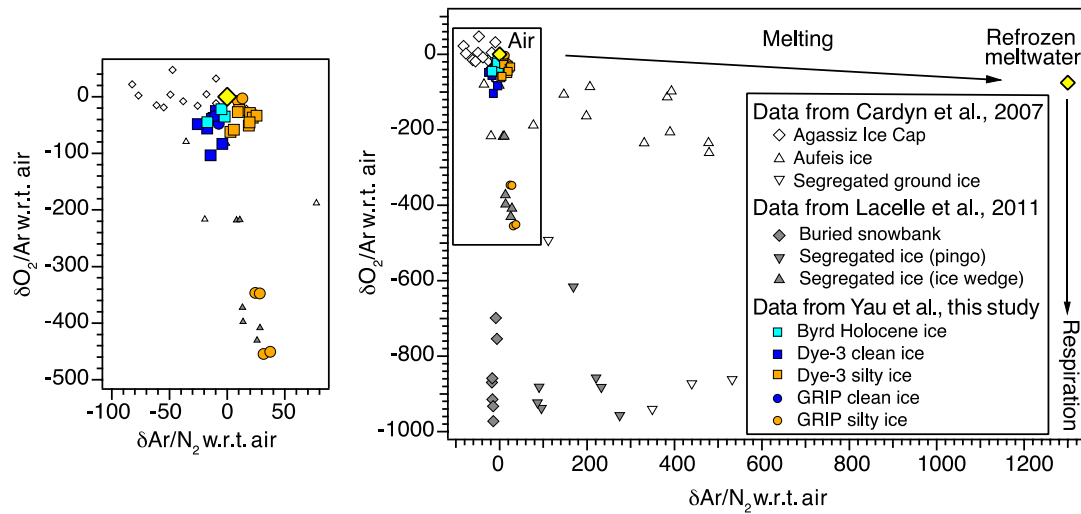 0
-100
-200
-300
-400
-500
-100
0
50
δO2/Ar w.r.t. air
δAr/N2 w.r.t. air
0
-200
-400
-600
-800
-1000
0
200
400
600
800
1000
1200
δO2/Ar w.r.t. air
δAr/N2 w.r.t. air
Air
Melting
Refrozen
meltwater
Respiration
Data from Cardyn et al., 2007
Agassiz Ice Cap
Aufeis ice
Segregated ground ice
Data from Lacelle et al., 2011
Buried snowbank
Segregated ice (pingo)
Segregated ice (ice wedge)
Data from Yau et al., this study
Byrd Holocene ice
Dye-3 clean ice
Dye-3 silty ice
GRIP clean ice
GRIP silty ice